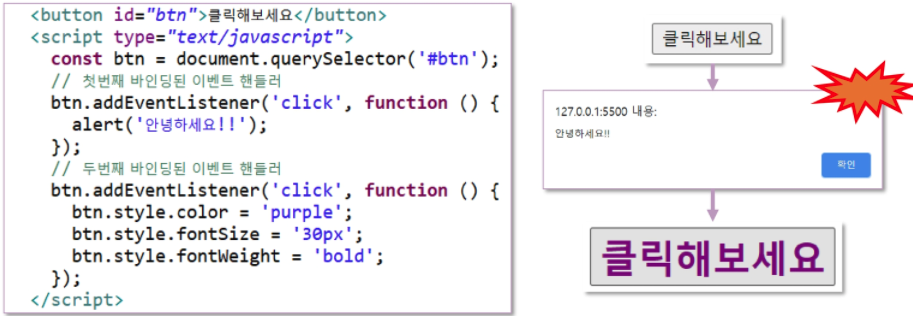 <button id="btn">클릭해보세요</button>
<script type="text/javascript">
const btn = document.querySelector('#btn');
// 첫번째 바인딩된 이벤트 핸들러
btn.addEventListener('click', function () {
alert('안녕하세요!!');
});
// 두번째 바인딩된 이벤트 핸들러
btn.addEventListener('click', function () {
btn.style.color = 'purple';
btn.style.fontSize = '30px';
btn.style.fontWeight = 'bold';
});
</script>
클릭해보세요
127.0.0.1:5500 내용:
안녕하세요!!
확인
클릭해보세요